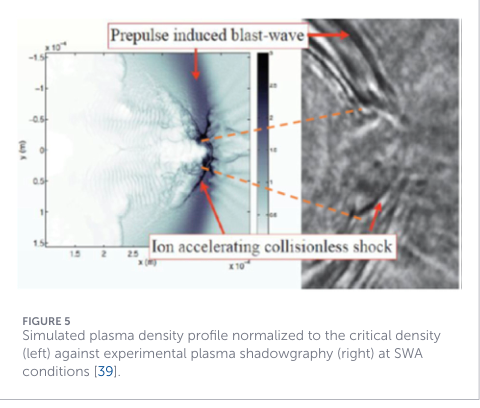 Prepulse induced blast-wave
x 10⁻⁴
-1.5
-1
-0.5
0
0.5
1
1.5
y (m)
1.5
2
2.5
x (m)
x 10⁻⁴
Ion accelerating collisionless shock
FIGURE 5
Simulated plasma density profile normalized to the critical density
(left) against experimental plasma shadowgraphy (right) at SWA
conditions [39].